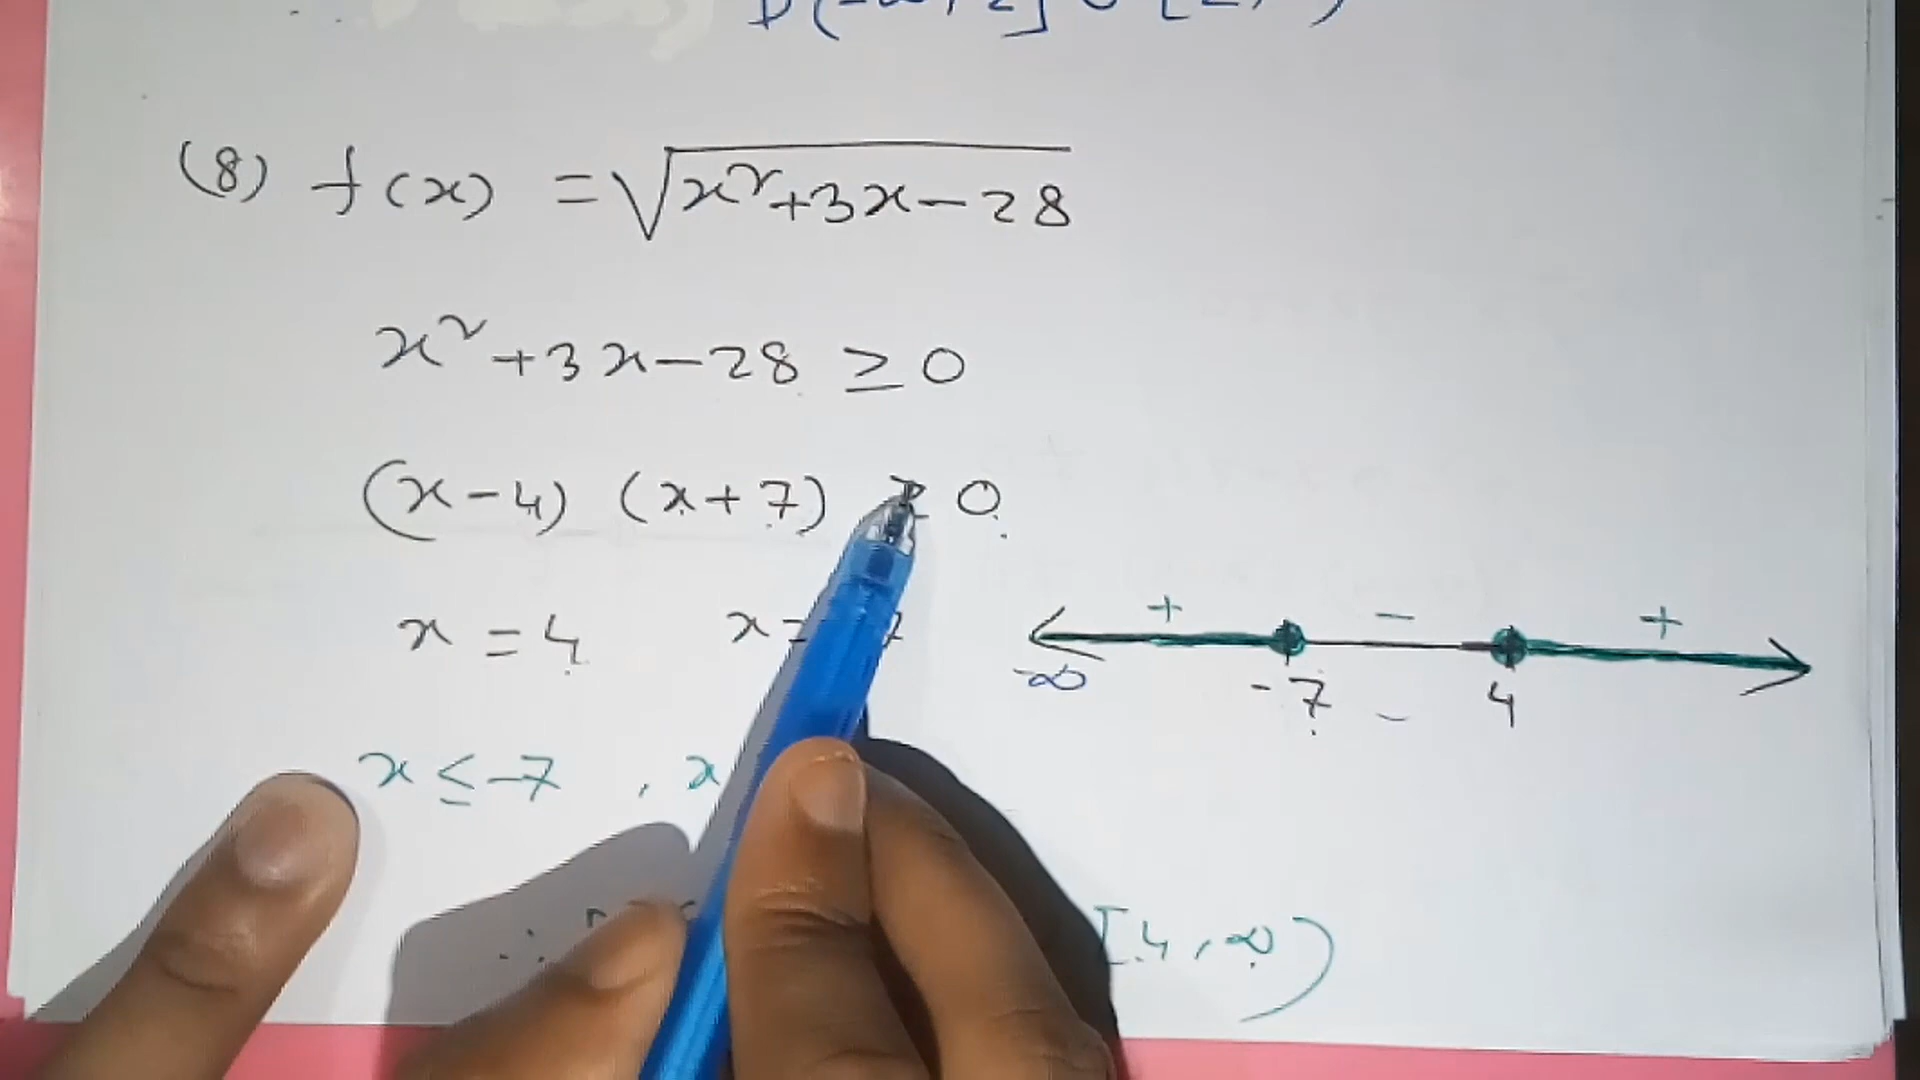 (8) f(x) = √x²+3x-28
x²+3x-28 ≥ 0
(x-4) (x+7) ≥ 0
x = 4 x=
+ - +
-∞ -7 4
x ≤ -7 , x
∴ [4, ∞)